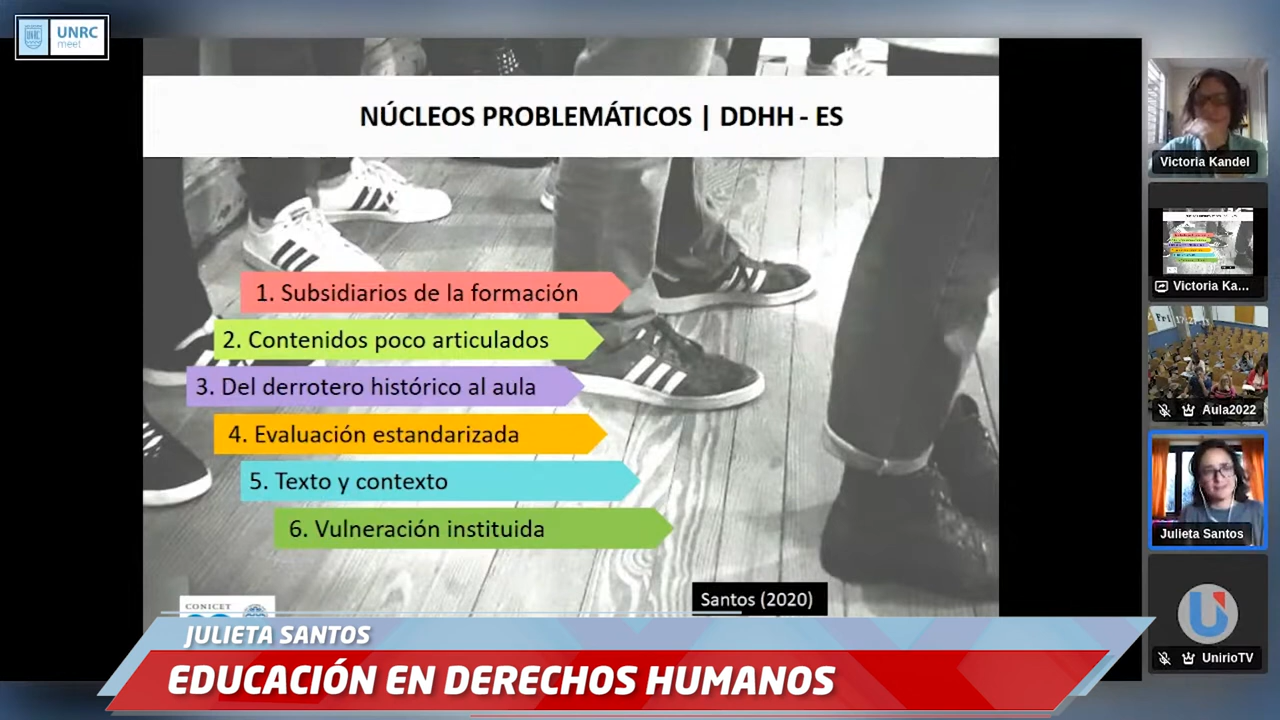 UNRC
meet
NÚCLEOS PROBLEMÁTICOS | DDHH - ES
1. Subsidiarios de la formación
2. Contenidos poco articulados
3. Del derrotero histórico al aula
4. Evaluación estandarizada
5. Texto y contexto
6. Vulneración instituida
Santos (2020)
CONICET
Victoria Kandel
Victoria Ka...
Aula2022
Julieta Santos
UnirioTV
JULIETA SANTOS
EDUCACIÓN EN DERECHOS HUMANOS